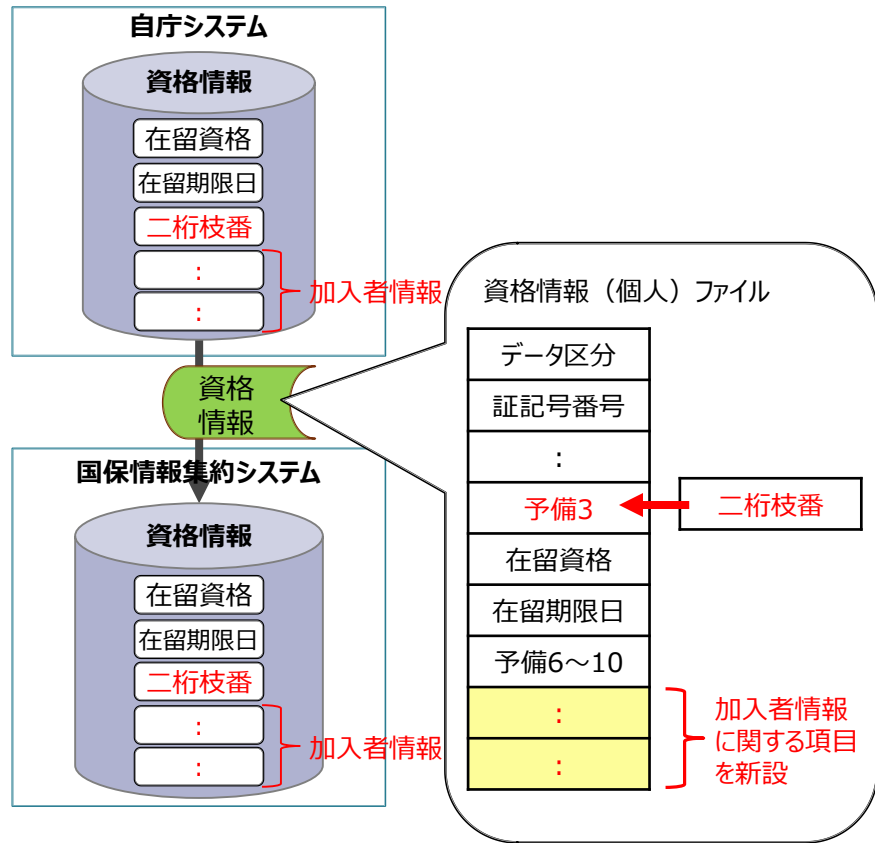 自庁システム
資格情報
在留資格
在留期限日
二桁枝番
:
:
加入者情報
資格
情報
国保情報集約システム
資格情報
在留資格
在留期限日
二桁枝番
:
:
加入者情報
資格情報（個人）ファイル
データ区分
証記号番号
:
予備3
二桁枝番
在留資格
在留期限日
予備6～10
:
:
加入者情報
に関する項目
を新設